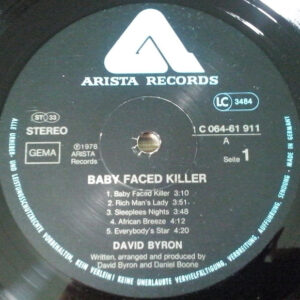 ARISTA RECORDS
LC 3484
ST 33
STEREO
GEMA
℗ 1978
ARISTA
Records
1 C 064-61 911
A
Seite 1
BABY FACED KILLER
1. Baby Faced Killer 3:10
2. Rich Man's Lady 3:51
3. Sleepless Nights 3:48
4. African Breeze 4:12
5. Everybody's Star 4:20
DAVID BYRON
Written, arranged and produced by
David Byron and Daniel Boone
ALLE URHEBER- UND LEISTUNGSSCHUTZRECHTE VORBEHALTEN. KEIN VERLEIH! KEINE UNERLAUBTE VERVIELFÄLTIGUNG, VERMIETUNG, AUFFÜHRUNG, SENDUNG!